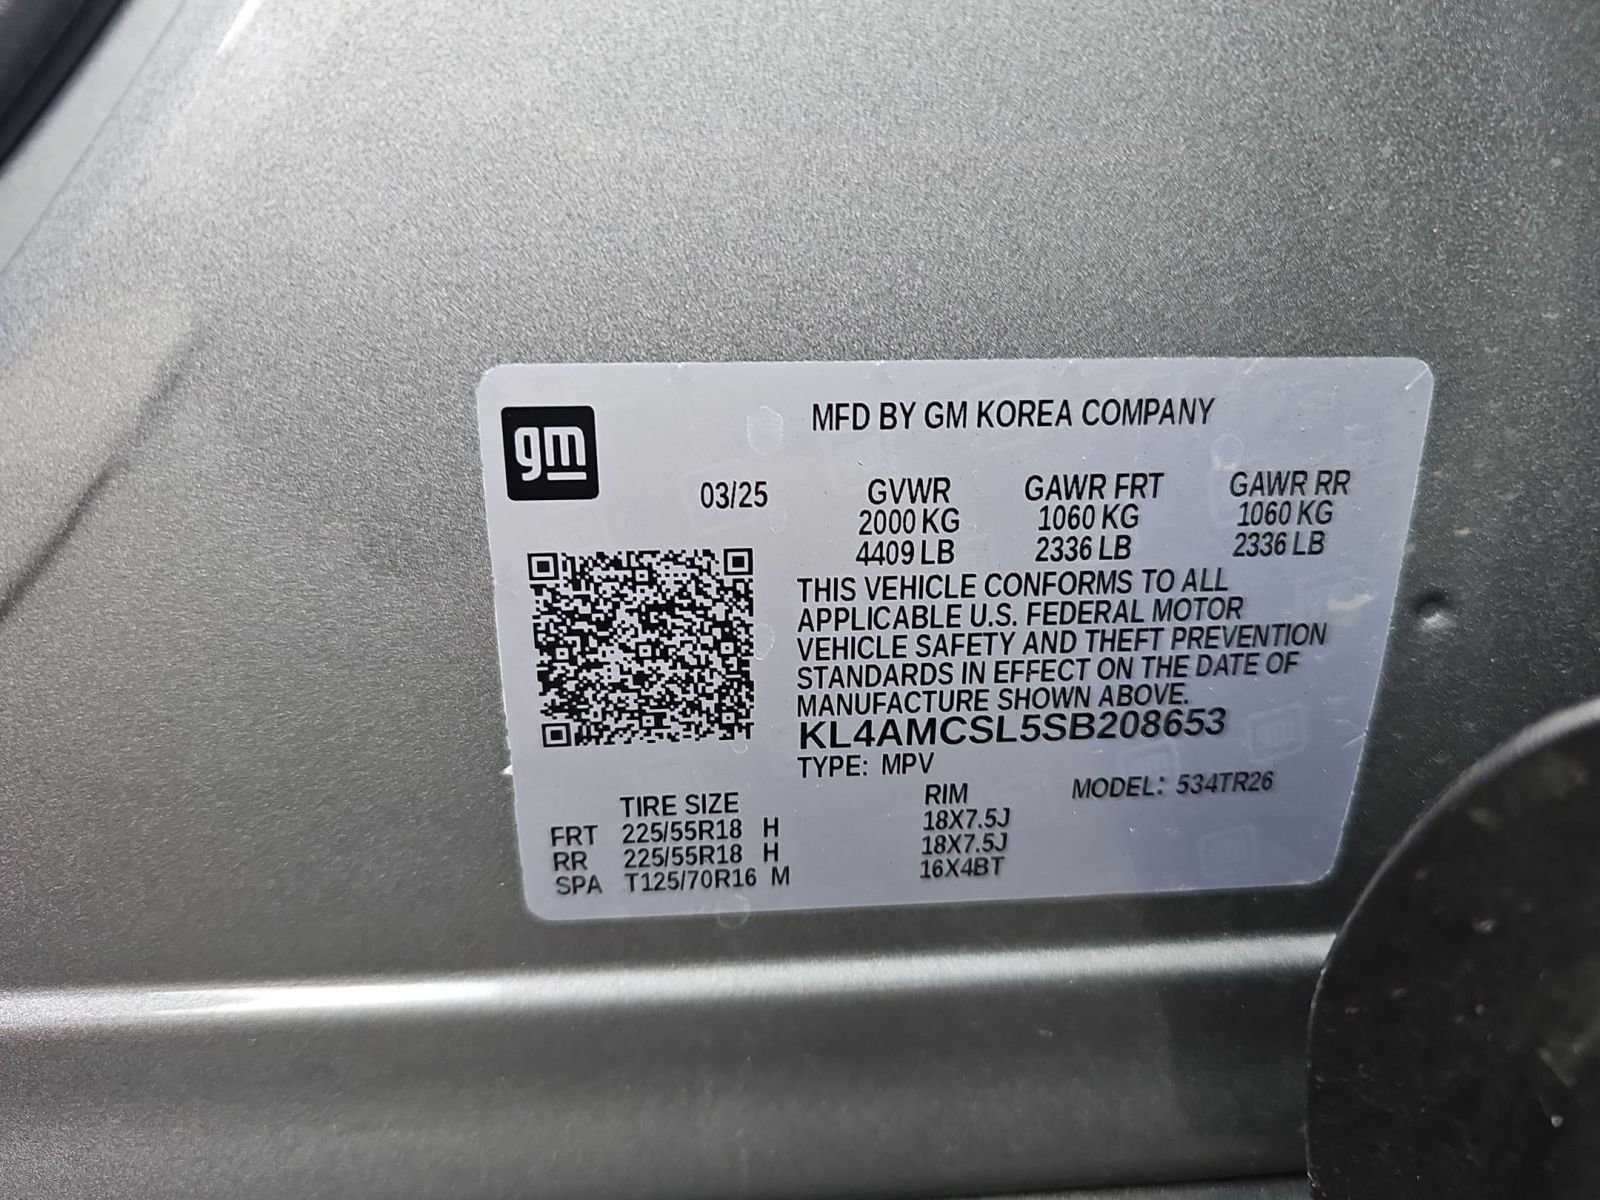 gm
MFD BY GM KOREA COMPANY
03/25
GVWR GAWR FRT GAWR RR
2000 KG 1060 KG 1060 KG
4409 LB 2336 LB 2336 LB
THIS VEHICLE CONFORMS TO ALL
APPLICABLE U.S. FEDERAL MOTOR
VEHICLE SAFETY AND THEFT PREVENTION
STANDARDS IN EFFECT ON THE DATE OF
MANUFACTURE SHOWN ABOVE.
KL4AMCSL5SB208653
TYPE: MPV
MODEL: 534TR26
TIRE SIZE RIM
FRT 225/55R18 H 18X7.5J
RR 225/55R18 H 18X7.5J
SPA T125/70R16 M 16X4BT